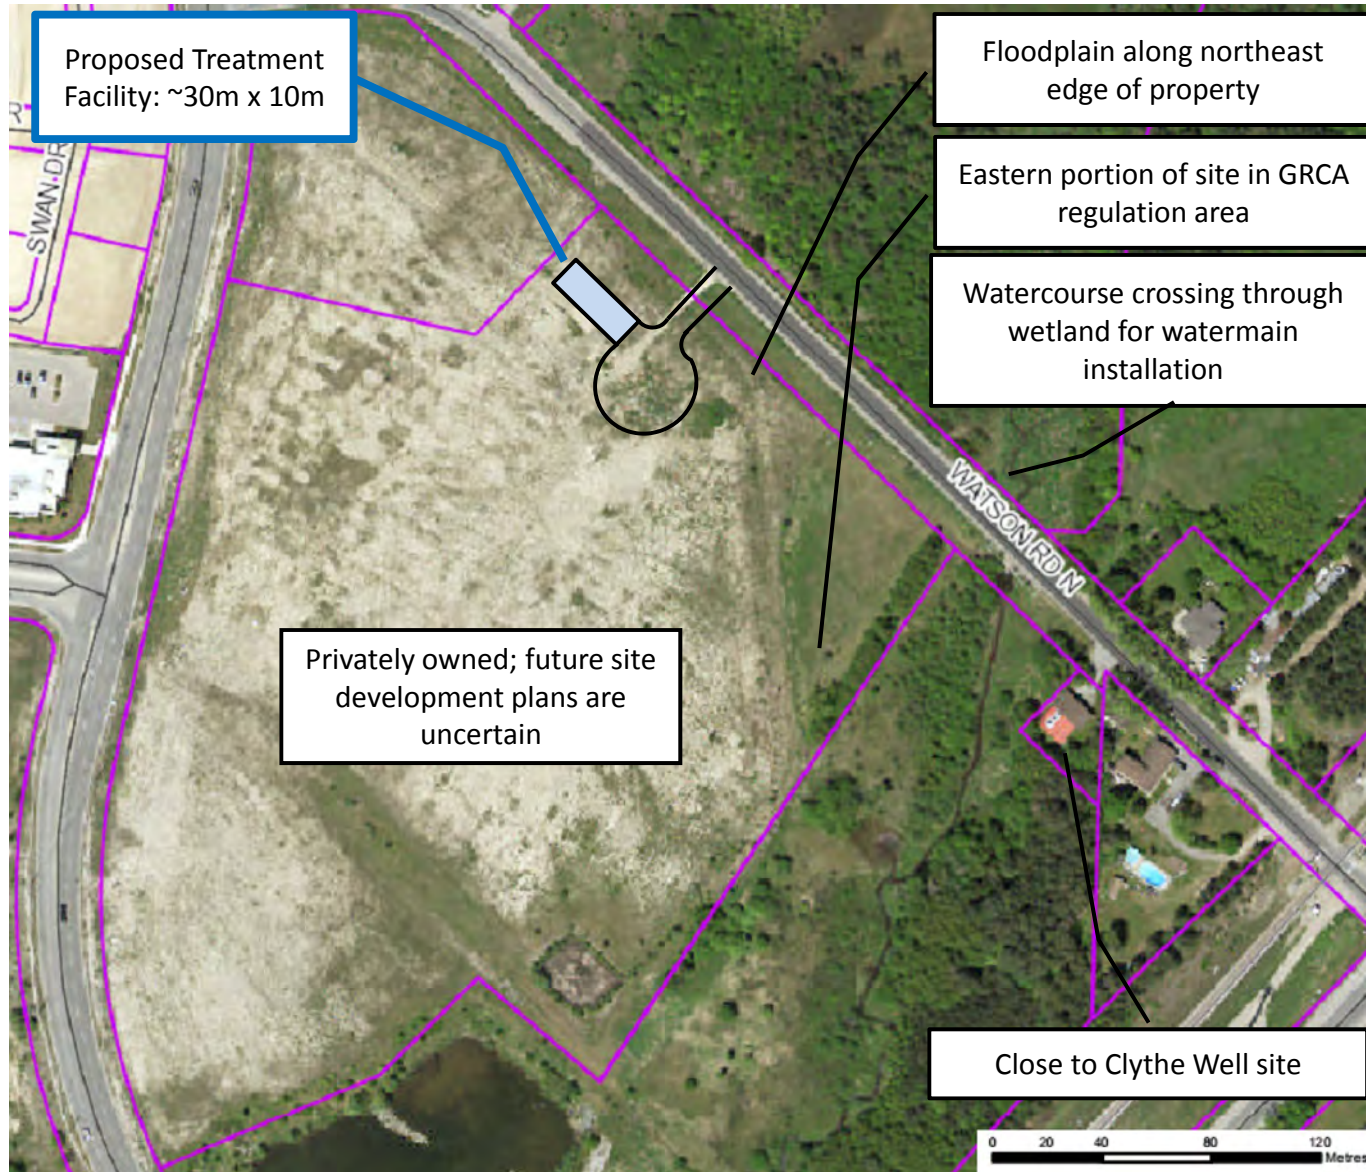 Proposed Treatment
Facility: ~30m x 10m
Floodplain along northeast
edge of property
Eastern portion of site in GRCA
regulation area
Watercourse crossing through
wetland for watermain
installation
R
SWAN DR
WATSON RD N
Privately owned; future site
development plans are
uncertain
Close to Clythe Well site
0 20 40 80 120
Metres